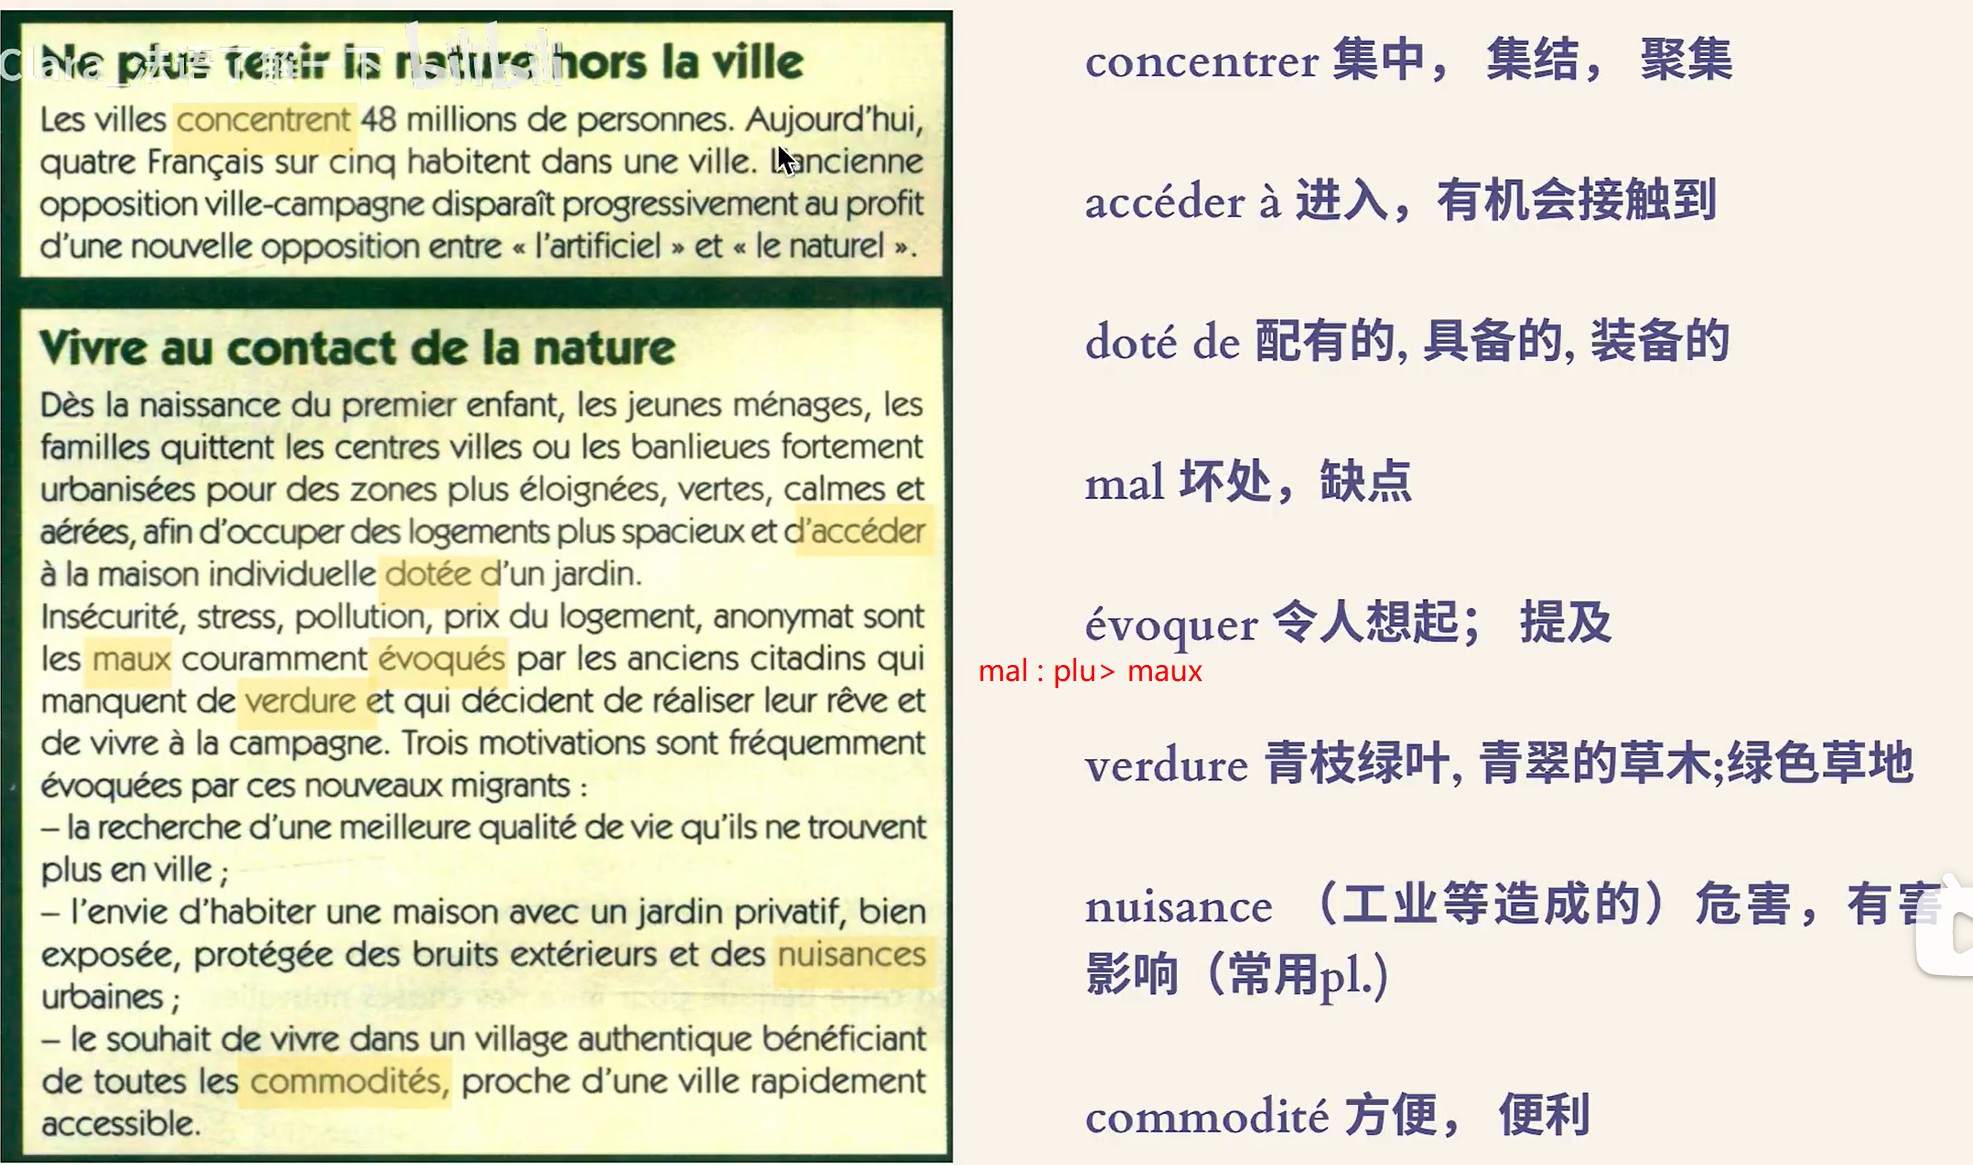 Ne plus tenir la nature hors la ville
Clara_法语了解一下 bilibili
Les villes concentrent 48 millions de personnes. Aujourd'hui,
quatre Français sur cinq habitent dans une ville. L'ancienne
opposition ville-campagne disparaît progressivement au profit
d'une nouvelle opposition entre « l'artificiel » et « le naturel ».
Vivre au contact de la nature
Dès la naissance du premier enfant, les jeunes ménages, les
familles quittent les centres villes ou les banlieues fortement
urbanisées pour des zones plus éloignées, vertes, calmes et
aérées, afin d'occuper des logements plus spacieux et d'accéder
à la maison individuelle dotée d'un jardin.
Insécurité, stress, pollution, prix du logement, anonymat sont
les maux couramment évoqués par les anciens citadins qui
manquent de verdure et qui décident de réaliser leur rêve et
de vivre à la campagne. Trois motivations sont fréquemment
évoquées par ces nouveaux migrants :
– la recherche d'une meilleure qualité de vie qu'ils ne trouvent
plus en ville ;
– l'envie d'habiter une maison avec un jardin privatif, bien
exposée, protégée des bruits extérieurs et des nuisances
urbaines ;
– le souhait de vivre dans un village authentique bénéficiant
de toutes les commodités, proche d'une ville rapidement
accessible.
concentrer 集中， 集结， 聚集
accéder à 进入，有机会接触到
doté de 配有的, 具备的, 装备的
mal 坏处，缺点
évoquer 令人想起； 提及
mal : plu> maux
verdure 青枝绿叶, 青翠的草木;绿色草地
nuisance （工业等造成的）危害，有害
影响（常用pl.)
commodité 方便， 便利